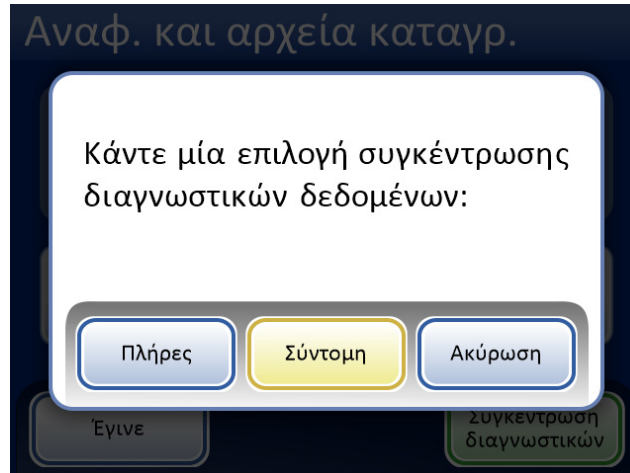 Αναφ. και αρχεία καταγρ.
Κάντε μία επιλογή συγκέντρωσης
διαγνωστικών δεδομένων:
Πλήρες
Σύντομη
Ακύρωση
Έγινε
Συγκέντρωση
διαγνωστικών